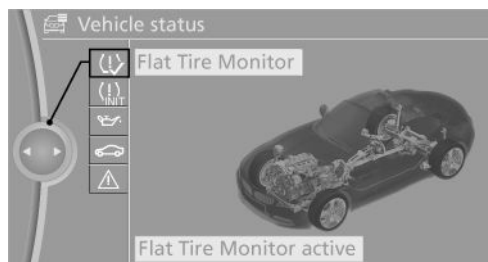 Vehicle status
Flat Tire Monitor
INIT
Flat Tire Monitor active